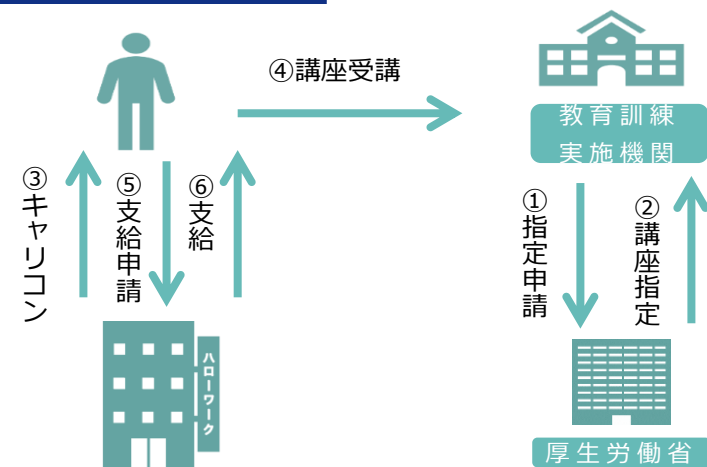 ④講座受講
教育訓練
実施機関
③キャリコン
⑤支給申請
⑥支給
①指定申請
②講座指定
ハローワーク
厚生労働省